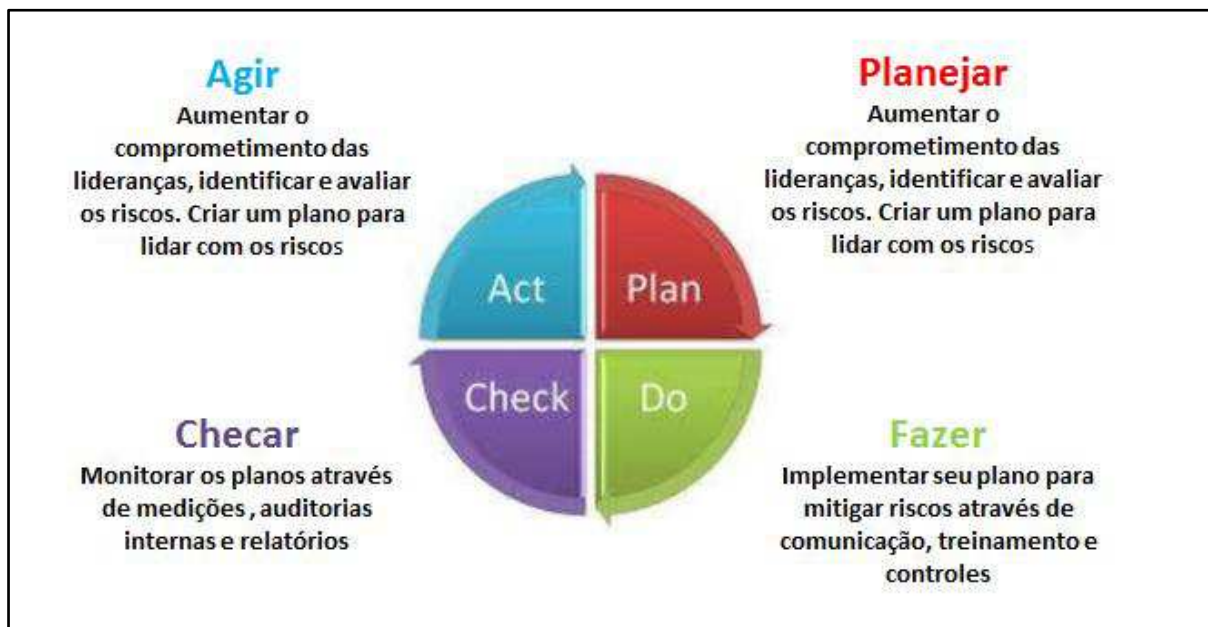 Agir
Aumentar o
comprometimento das
lideranças, identificar e avaliar
os riscos. Criar um plano para
lidar com os riscos
Planejar
Aumentar o
comprometimento das
lideranças, identificar e avaliar
os riscos. Criar um plano para
lidar com os riscos
Act
Plan
Check
Do
Checar
Monitorar os planos através
de medições , auditorias
internas e relatórios
Fazer
Implementar seu plano para
mitigar riscos através de
comunicação, treinamento e
controles